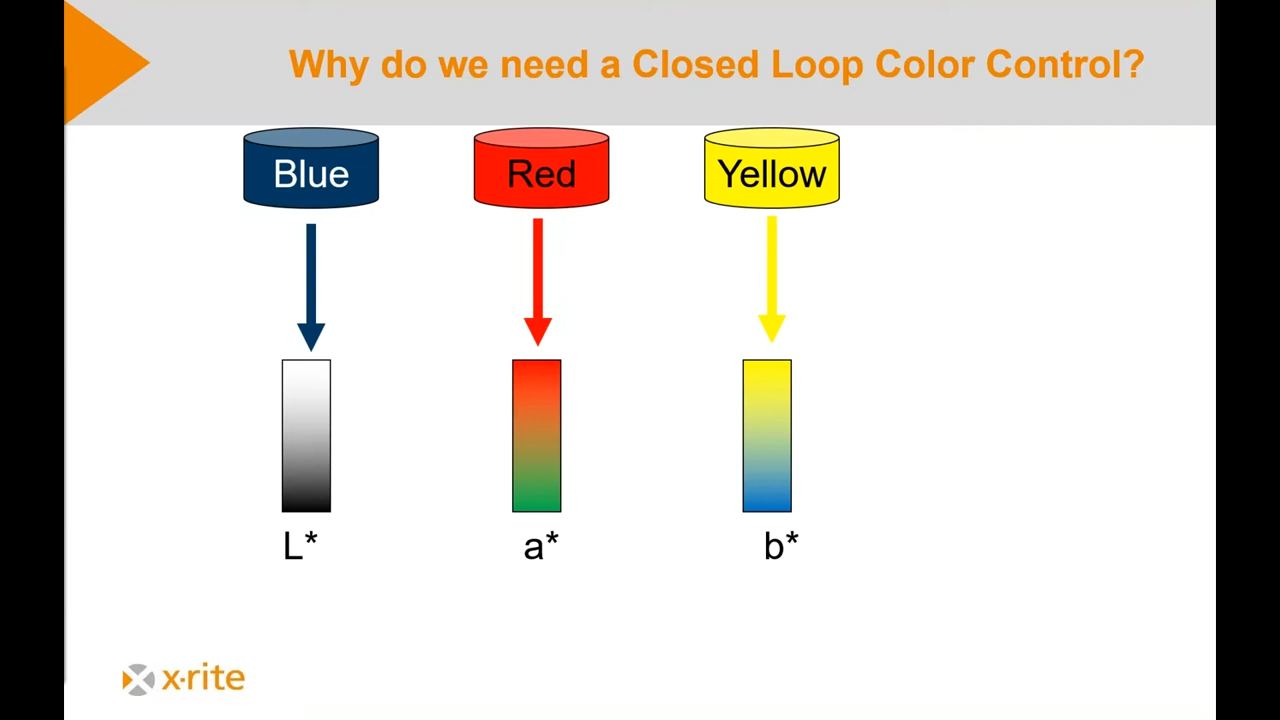 Why do we need a Closed Loop Color Control?
Blue Red Yellow
L* a* b*
x·rite